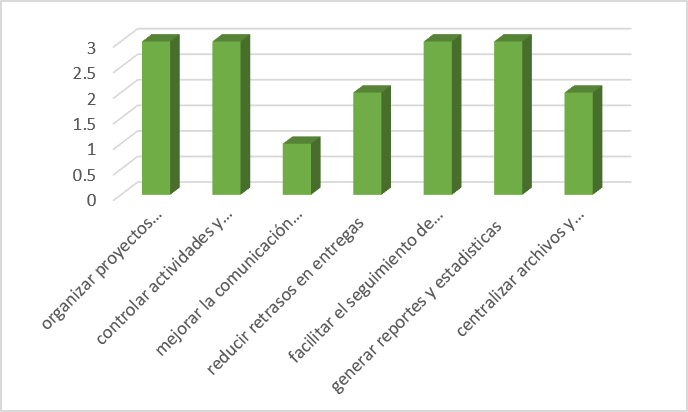 3
2.5
2
1.5
1
0.5
0
organizar proyectos...
controlar actividades y...
mejorar la comunicación...
reducir retrasos en entregas
facilitar el seguimiento de...
generar reportes y estadísticas
centralizar archivos y...